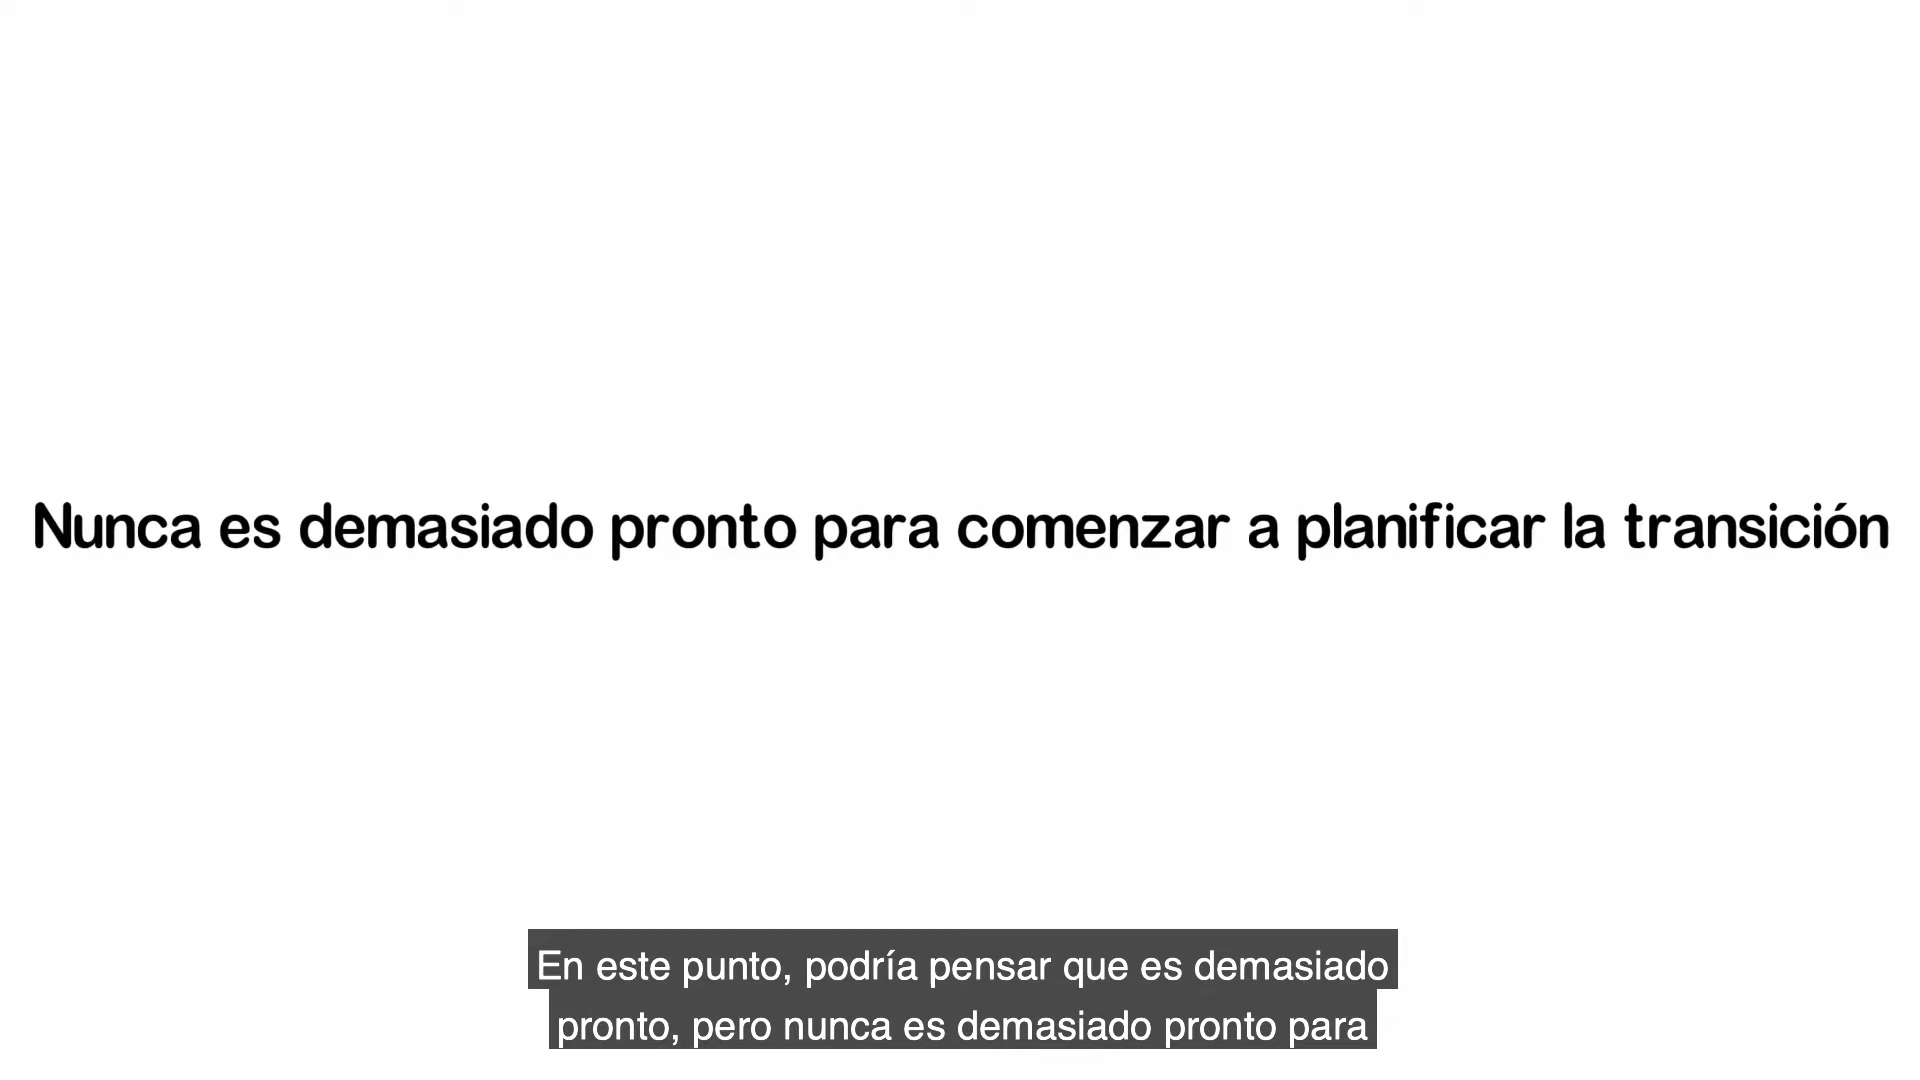 Nunca es demasiado pronto para comenzar a planificar la transición
En este punto, podría pensar que es demasiado
pronto, pero nunca es demasiado pronto para